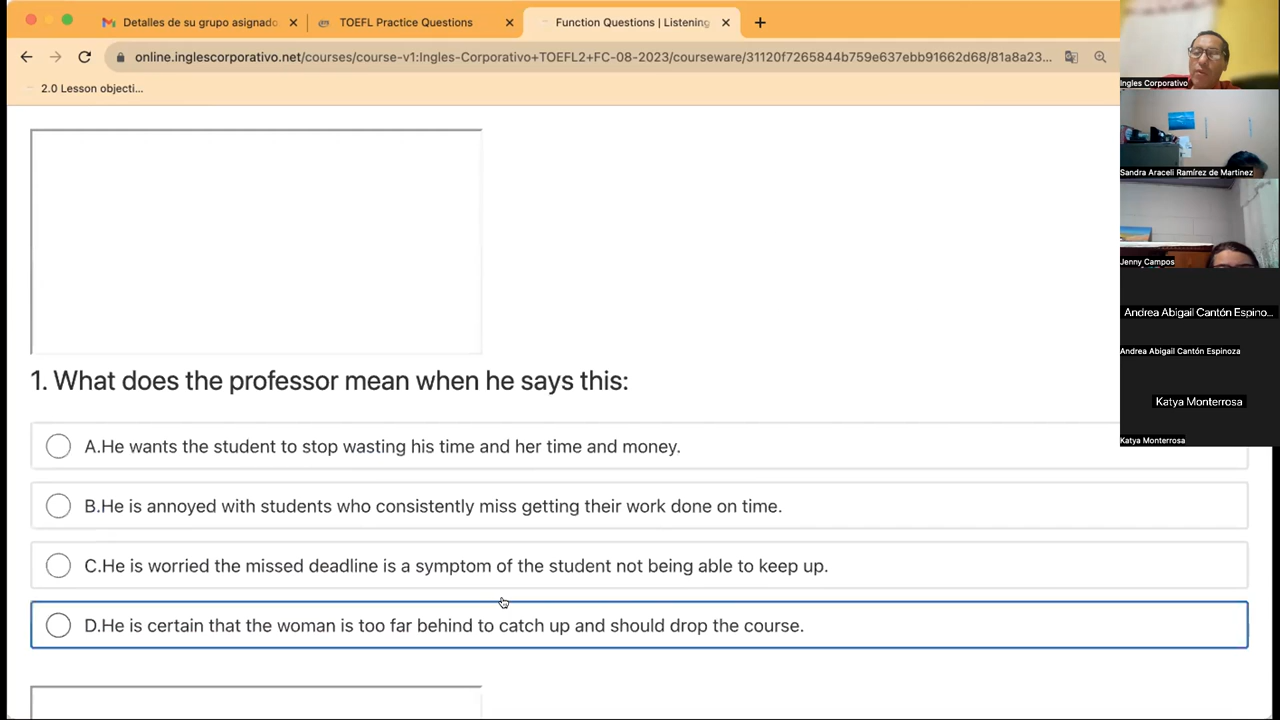 Detalles de su grupo asignado
TOEFL Practice Questions
Function Questions | Listening
online.inglescorporativo.net/courses/course-v1:Ingles-Corporativo+TOEFL2+FC-08-2023/courseware/31120f7265844b759e637ebb91662d68/81a8a23...
2.0 Lesson objecti...
1. What does the professor mean when he says this:
A.He wants the student to stop wasting his time and her time and money.
B.He is annoyed with students who consistently miss getting their work done on time.
C.He is worried the missed deadline is a symptom of the student not being able to keep up.
D.He is certain that the woman is too far behind to catch up and should drop the course.
Ingles Corporativo
Sandra Araceli Ramírez de Martinez
Jenny Campos
Andrea Abigail Cantón Espino...
Andrea Abigail Cantón Espinoza
Katya Monterrosa
Katya Monterrosa